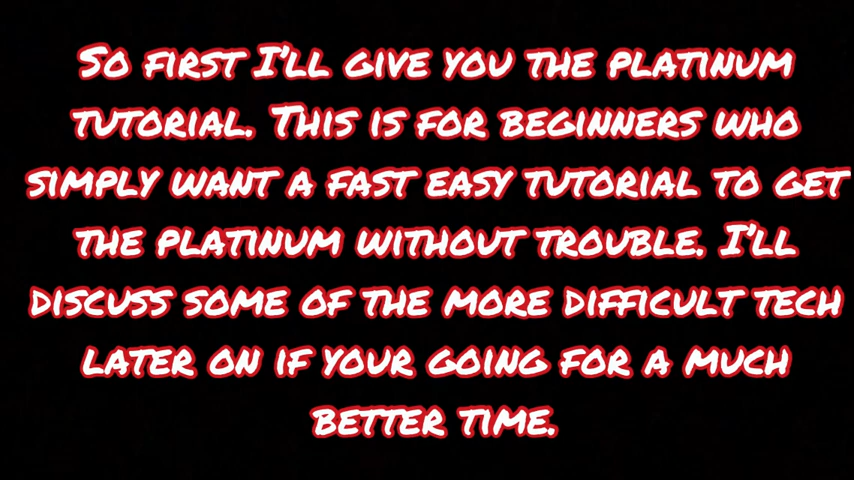 So first I'll give you the platinum
tutorial. This is for beginners who
simply want a fast easy tutorial to get
the platinum without trouble. I'll
discuss some of the more difficult tech
later on if your going for a much
better time.